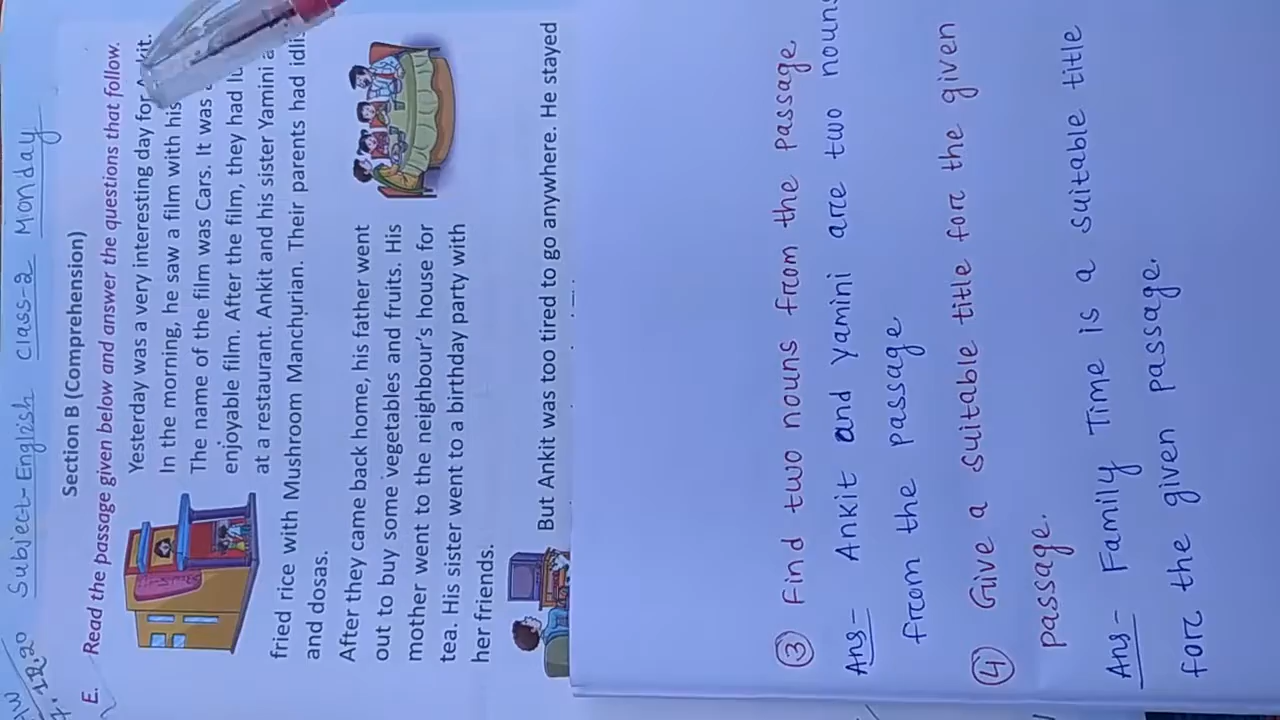 Subject-English Class-2 Monday
Section B (Comprehension)
E. Read the passage given below and answer the questions that follow.
Yesterday was a very interesting day for
In the morning, he saw a film with his
The name of the film was Cars. It was
enjoyable film. After the film, they had
at a restaurant. Ankit and his sister Yamini
fried rice with Mushroom Manchurian. Their parents had
and dosas.
After they came back home, his father went
out to buy some vegetables and fruits. His
mother went to the neighbour's house for
tea. His sister went to a birthday party with
her friends.
But Ankit was too tired to go anywhere. He stayed
③ Find two nouns from the passage.
Ans- Ankit and yamini are two nouns
from the passage
④ Give a suitable title for the given
passage.
Ans- Family Time is a suitable title
for the given passage.